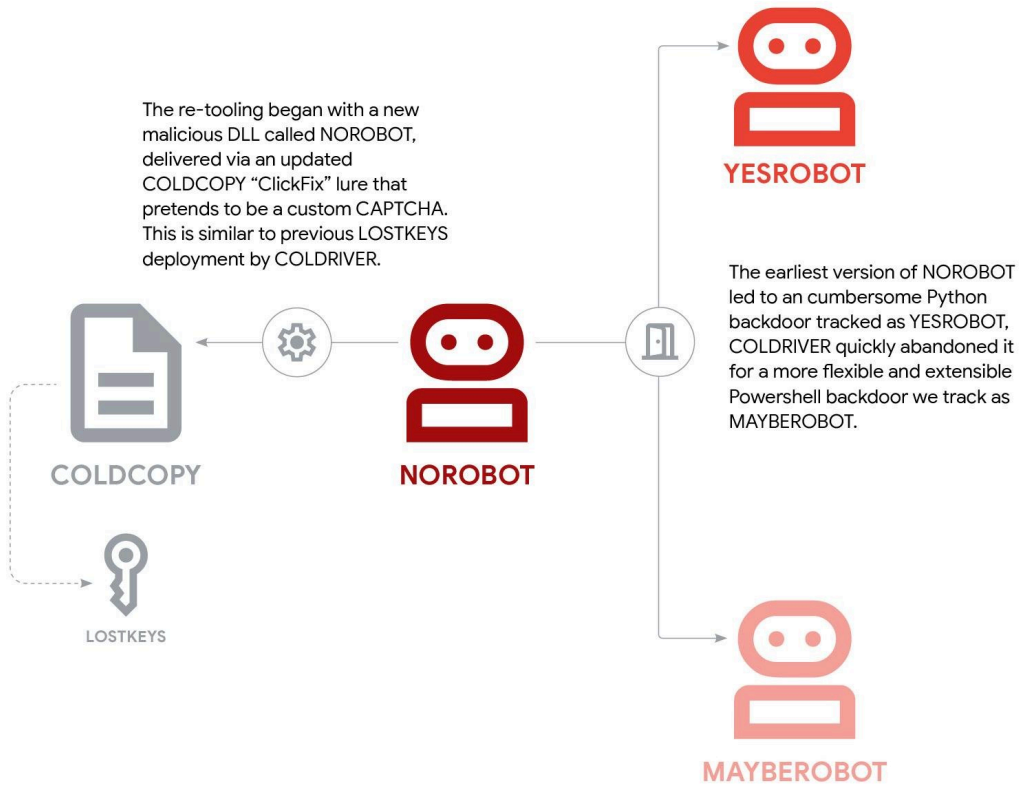 The re-tooling began with a new
malicious DLL called NOROBOT,
delivered via an updated
COLDCOPY “ClickFix” lure that
pretends to be a custom CAPTCHA.
This is similar to previous LOSTKEYS
deployment by COLDRIVER.
YESROBOT
The earliest version of NOROBOT
led to an cumbersome Python
backdoor tracked as YESROBOT,
COLDRIVER quickly abandoned it
for a more flexible and extensible
Powershell backdoor we track as
MAYBEROBOT.
COLDCOPY
NOROBOT
LOSTKEYS
MAYBEROBOT